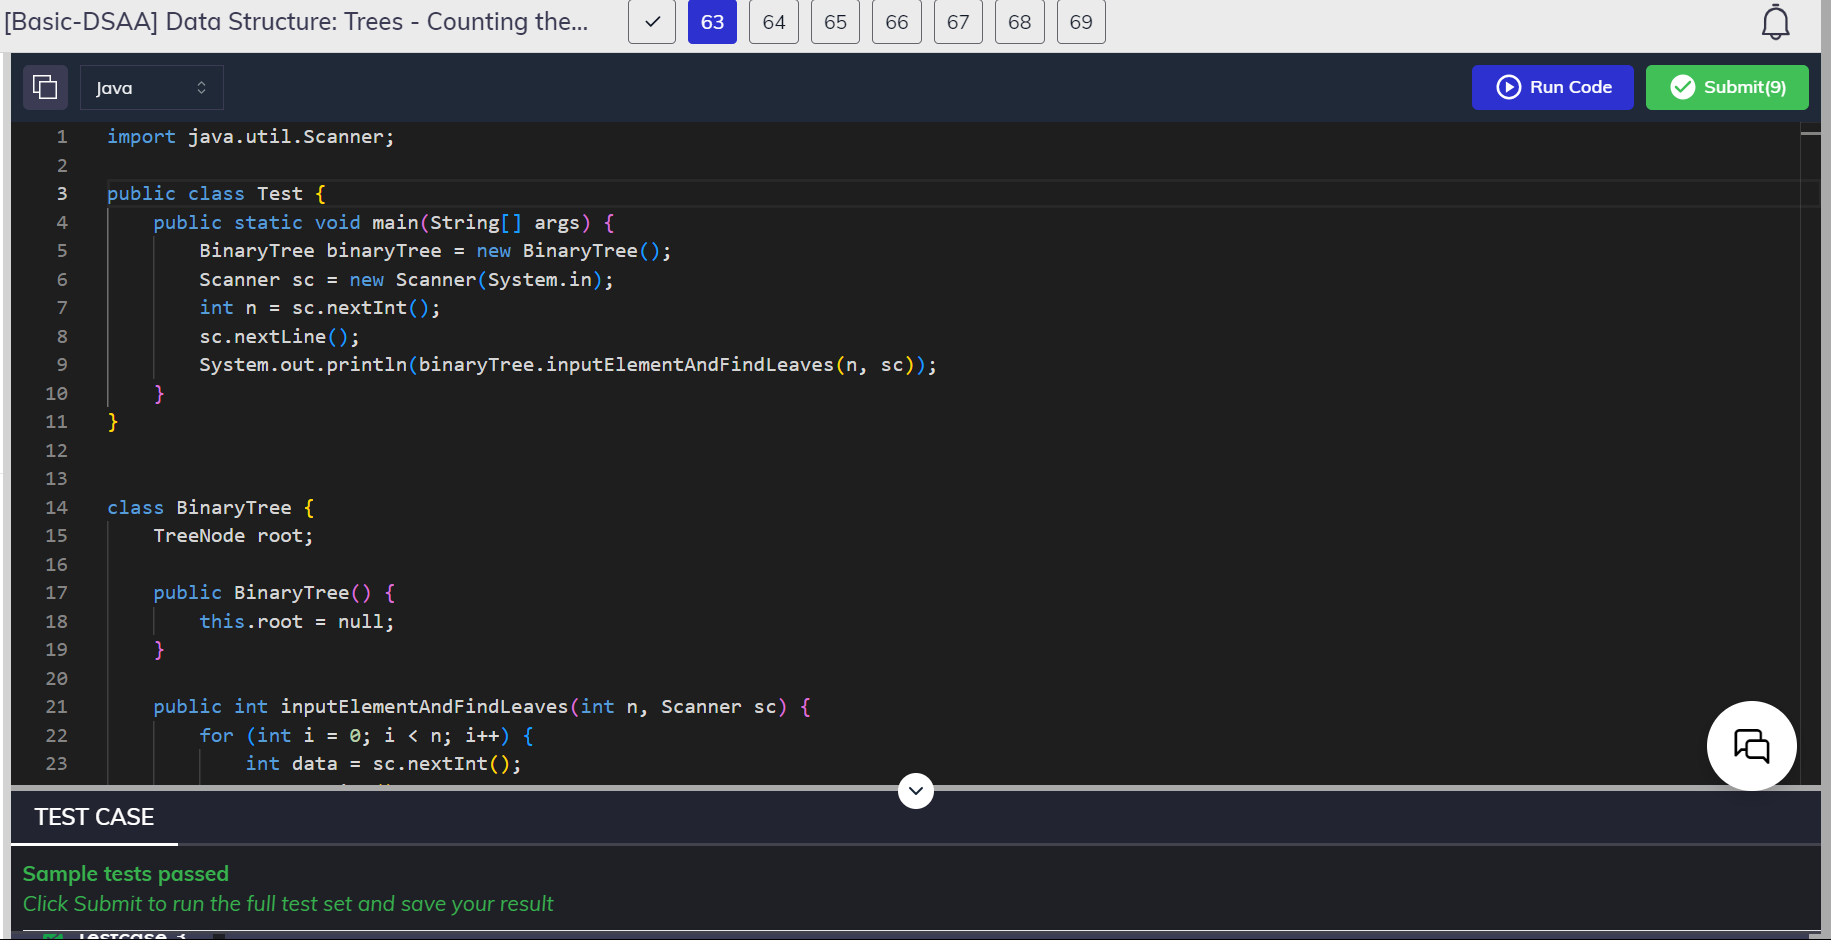 [Basic-DSAA] Data Structure: Trees - Counting the...
63 64 65 66 67 68 69
Java
Run Code
Submit(9)
1 import java.util.Scanner;
2
3 public class Test {
4 public static void main(String[] args) {
5 BinaryTree binaryTree = new BinaryTree();
6 Scanner sc = new Scanner(System.in);
7 int n = sc.nextInt();
8 sc.nextLine();
9 System.out.println(binaryTree.inputElementAndFindLeaves(n, sc));
10 }
11 }
12
13
14 class BinaryTree {
15 TreeNode root;
16
17 public BinaryTree() {
18 this.root = null;
19 }
20
21 public int inputElementAndFindLeaves(int n, Scanner sc) {
22 for (int i = 0; i < n; i++) {
23 int data = sc.nextInt();
TEST CASE
Sample tests passed
Click Submit to run the full test set and save your result